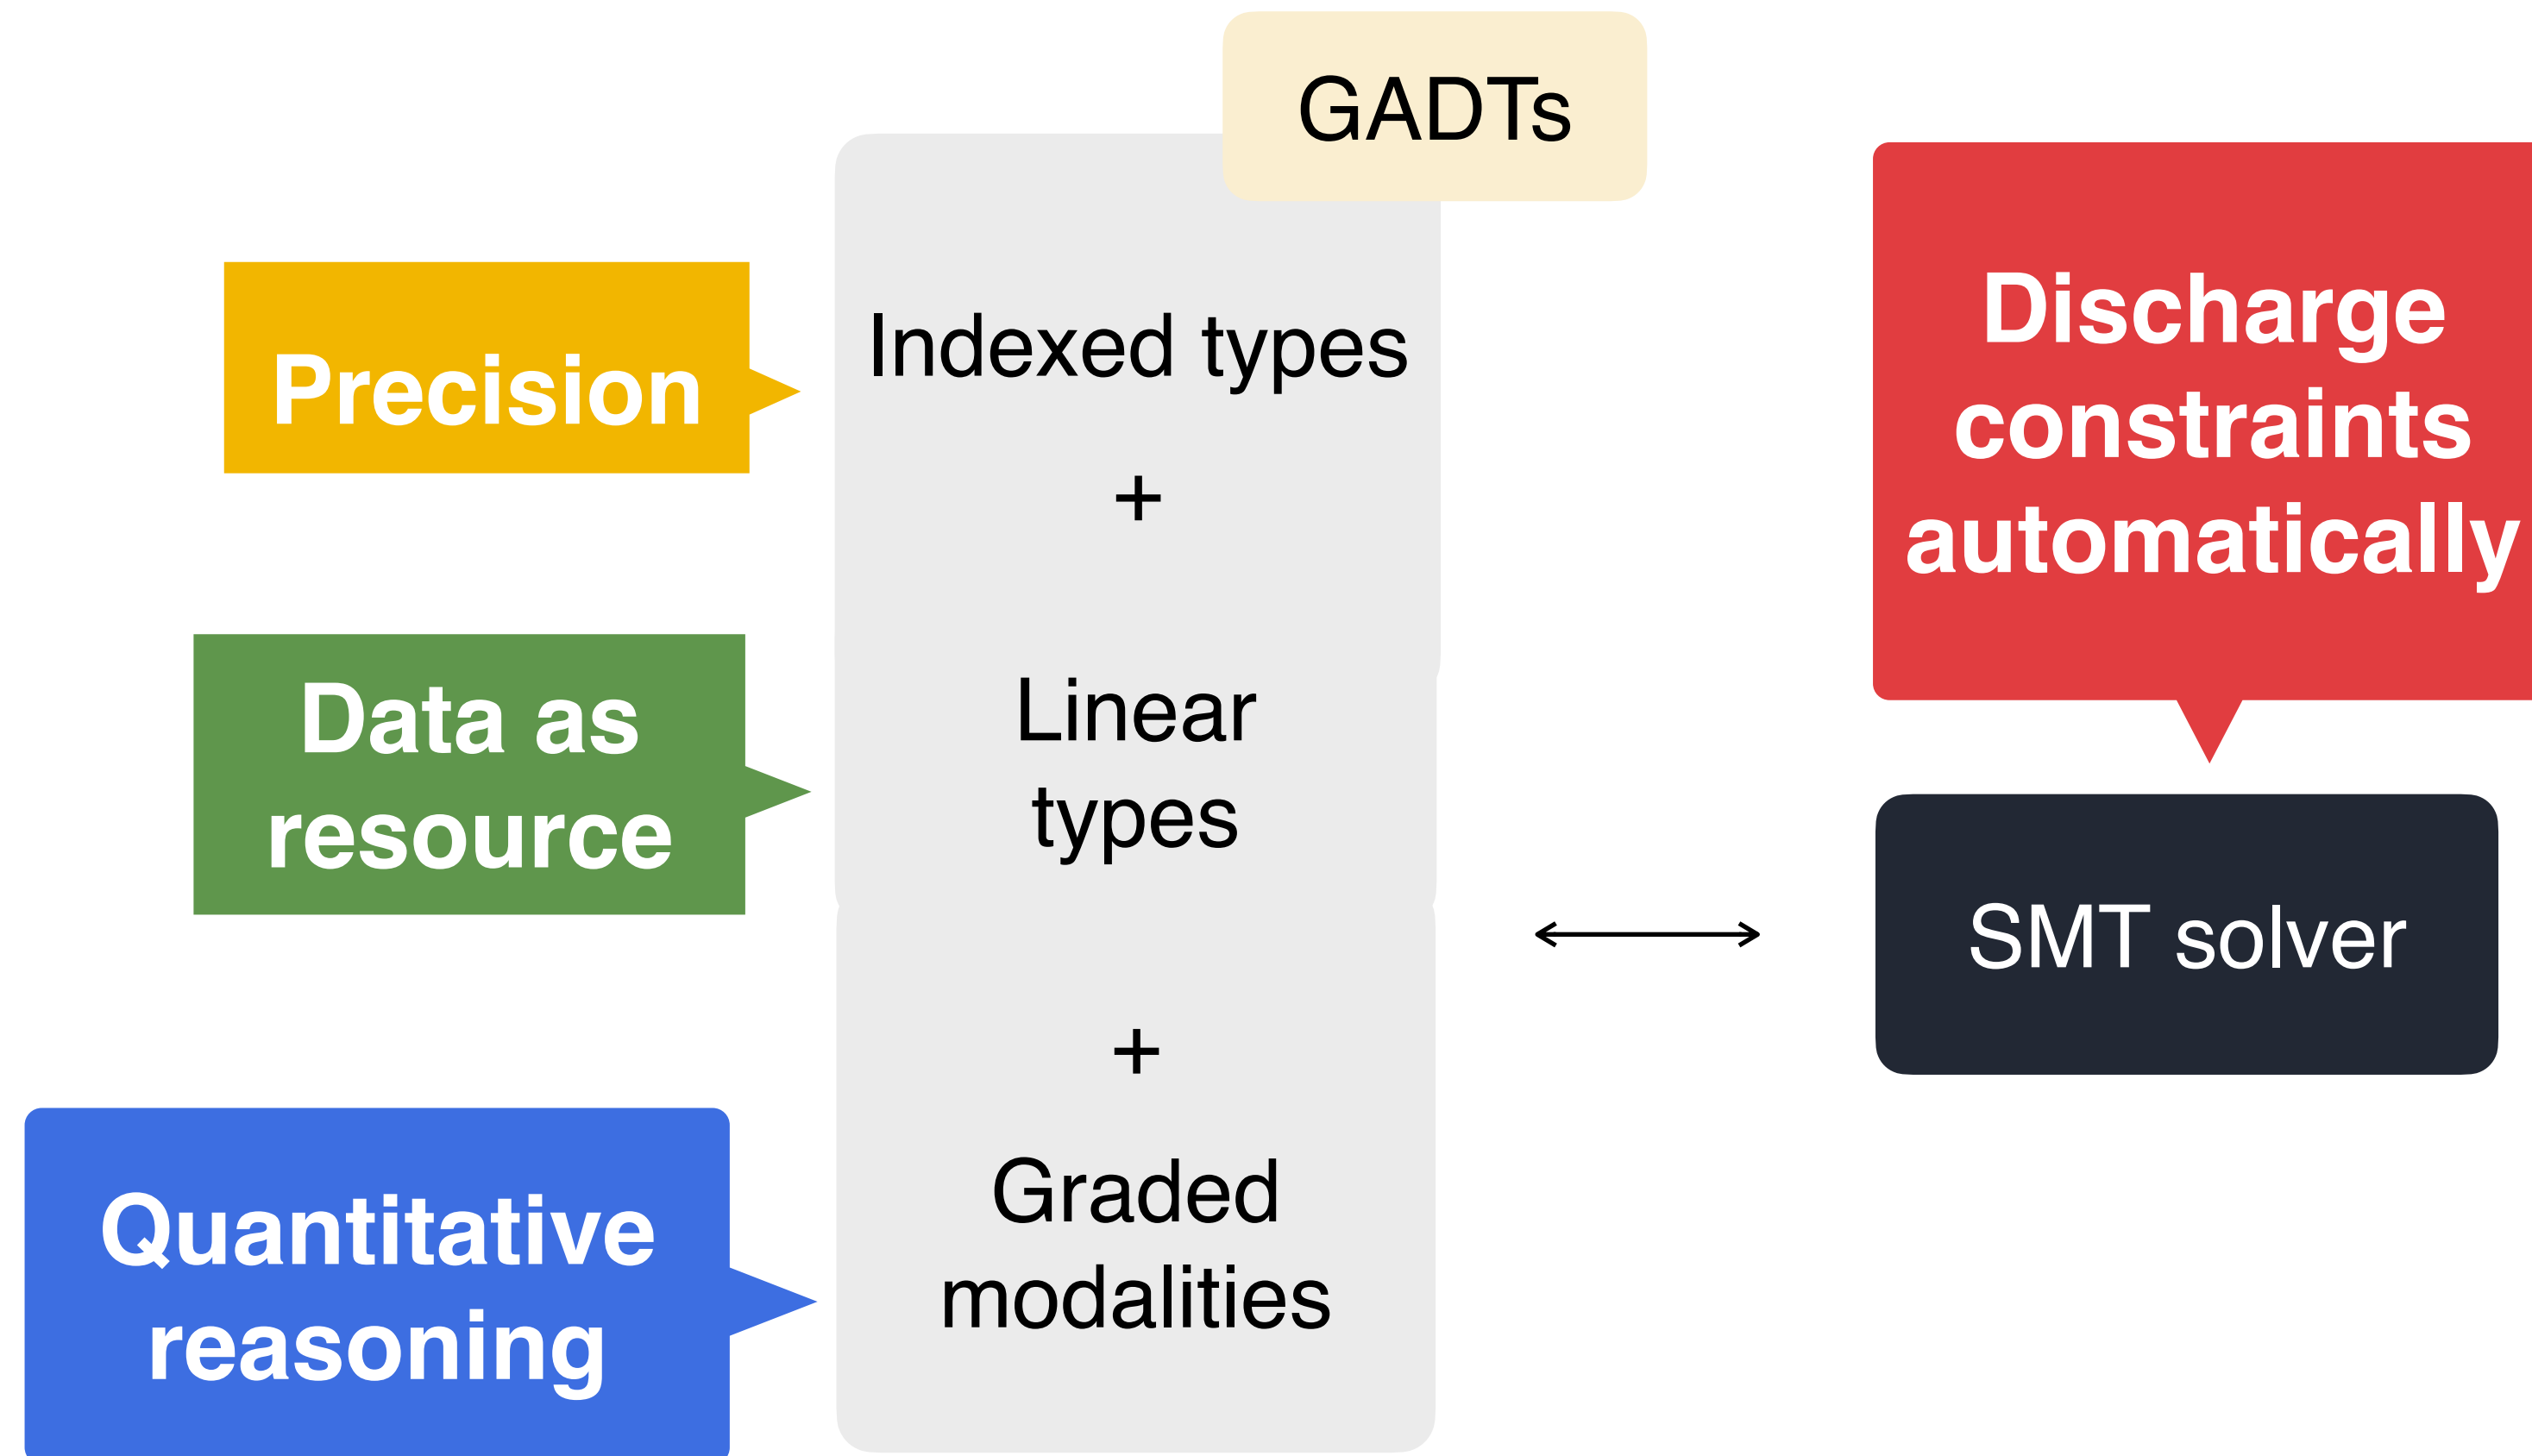 GADTs
Precision
Indexed types
+
Data as
resource
Linear
types
+
Quantitative
reasoning
Graded
modalities
Discharge
constraints
automatically
SMT solver